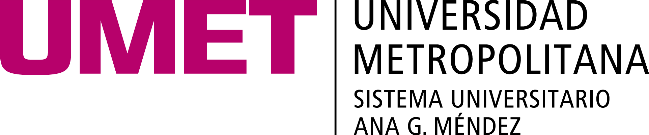 UMET
UNIVERSIDAD
METROPOLITANA
SISTEMA UNIVERSITARIO
ANA G. MÉNDEZ